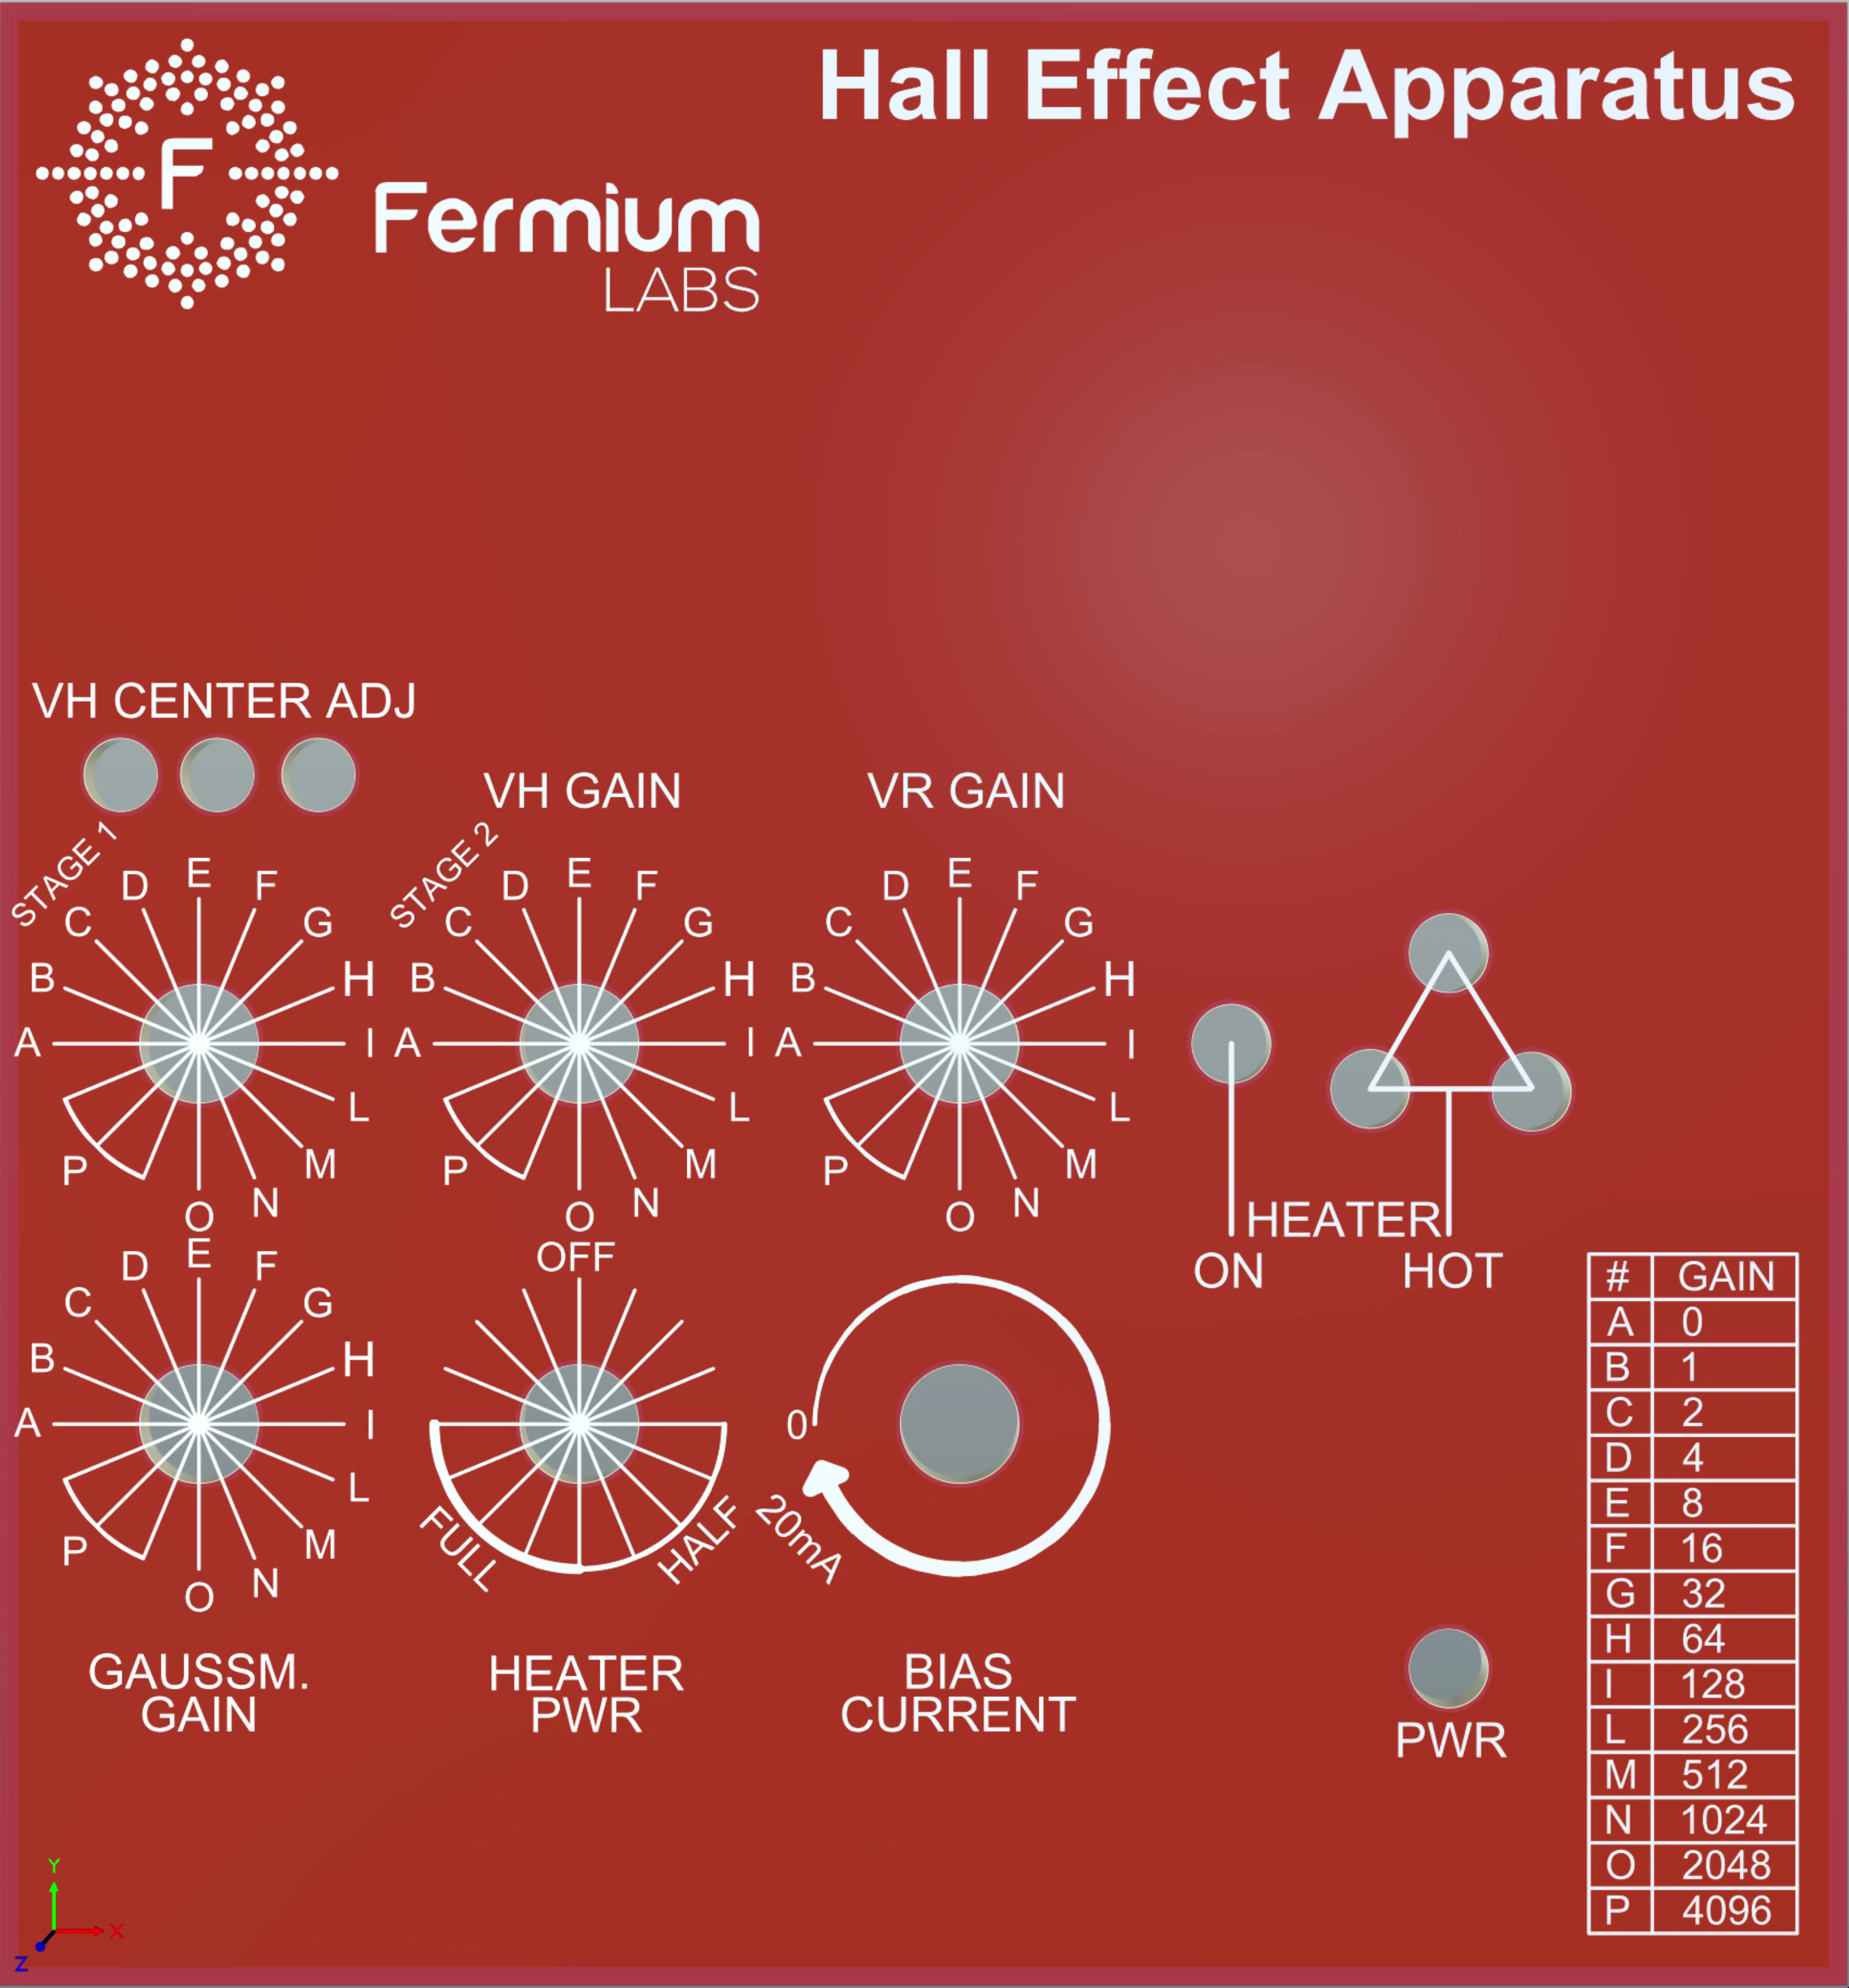 Hall Effect Apparatus
F
Fermium
LABS
VH CENTER ADJ
VH GAIN
VR GAIN
STAGE 1
A
B
C
D
E
F
G
H
I
L
M
N
O
P
STAGE 2
A
B
C
D
E
F
G
H
I
L
M
N
O
P
A
B
C
D
E
F
G
H
I
L
M
N
O
P
HEATER
ON
HOT
A
B
C
D
E
F
G
H
I
L
M
N
O
P
GAUSSM.
GAIN
OFF
HALF
FULL
HEATER
PWR
0
20mA
BIAS
CURRENT
PWR
# GAIN
A 0
B 1
C 2
D 4
E 8
F 16
G 32
H 64
I 128
L 256
M 512
N 1024
O 2048
P 4096
Y
X
Z